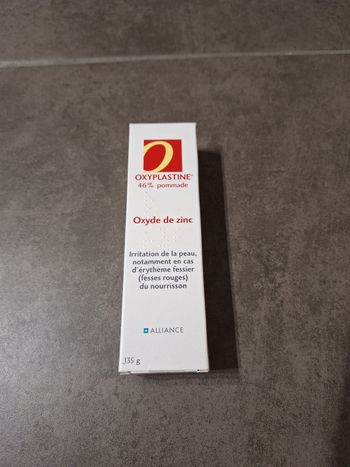 OXYPLASTINE®
46% pommade
Oxyde de zinc
Irritation de la peau,
notamment en cas
d'érythème fessier
(fesses rouges)
du nourrisson
ALLIANCE
135 g